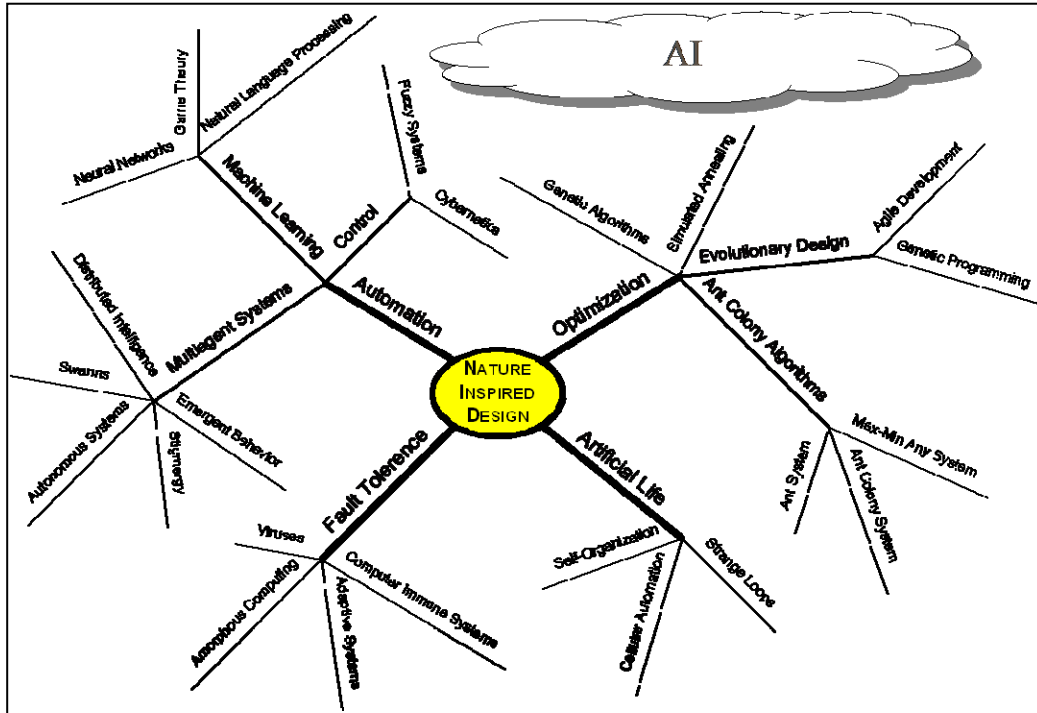 AI
Game Theory
Natural Language Processing
Neural Networks
Machine Learning
Fuzzy Systems
Control
Cybernetics
Automation
Multiagent Systems
Distributed Intelligence
Swarms
Autonomous Systems
Stigmergy
Emergent Behavior
Genetic Algorithms
Simulated Annealing
Optimization
Evolutionary Design
Agile Development
Genetic Programming
Ant Colony Algorithms
Max-Min Any System
Ant System
Ant Colony System
NATURE
INSPIRED
DESIGN
Fault Tolerence
Viruses
Amorphous Computing
Adaptive Systems
Computer Immune Systems
Artificial Life
Self-Organization
Cellular Automation
Strange Loops